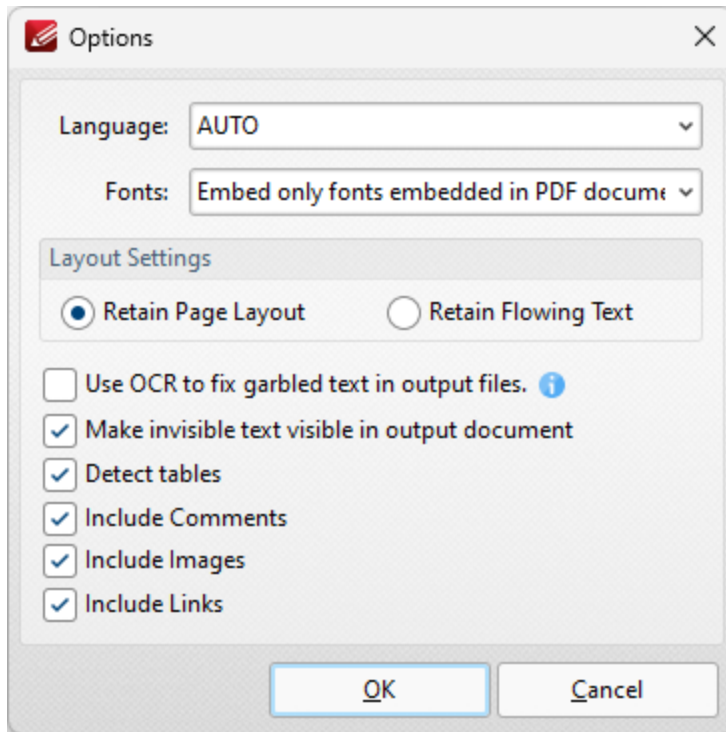 Options
Language: AUTO
Fonts: Embed only fonts embedded in PDF docume
Layout Settings
Retain Page Layout Retain Flowing Text
Use OCR to fix garbled text in output files.
Make invisible text visible in output document
Detect tables
Include Comments
Include Images
Include Links
OK Cancel